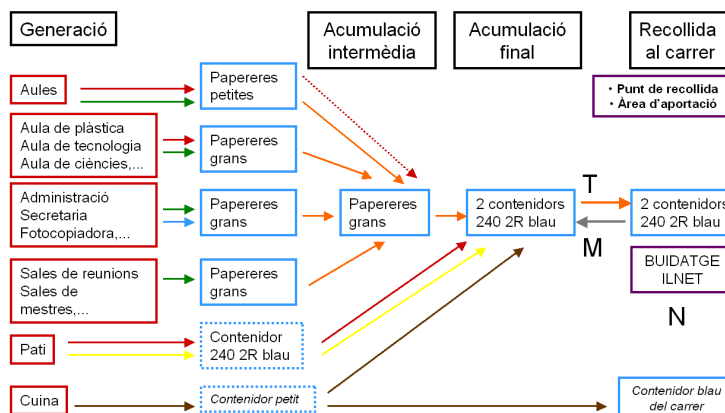 Generació
Acumulació
intermèdia
Acumulació
final
Recollida
al carrer
Aules
Papereres
petites
• Punt de recollida
• Àrea d'aportació
Aula de plàstica
Aula de tecnologia
Aula de ciències,...
Papereres
grans
Administració
Secretaria
Fotocopiadora,...
Papereres
grans
Papereres
grans
2 contenidors
240 2R blau
T
M
2 contenidors
240 2R blau
Sales de reunions
Sales de
mestres,...
Papereres
grans
BUIDATGE
ILNET
N
Pati
Contenidor
240 2R blau
Cuina
Contenidor petit
Contenidor blau
del carrer